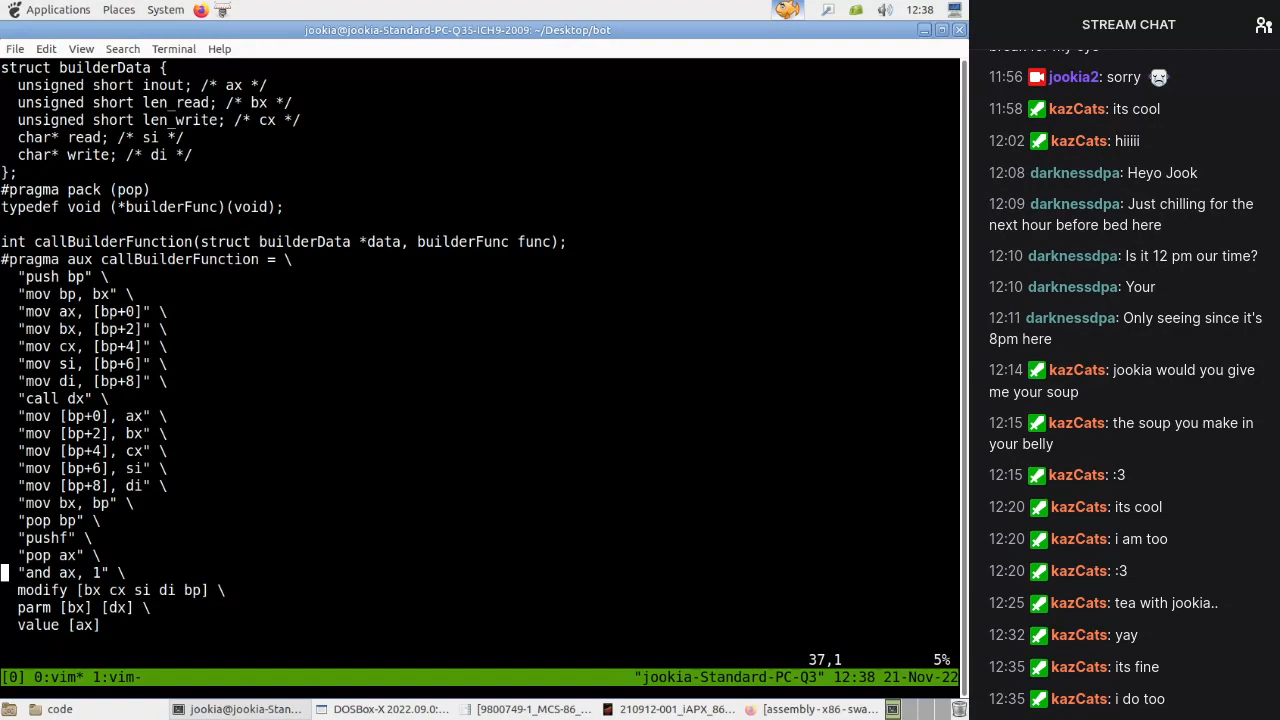 Applications Places System 12:38
jookia@jookia-Standard-PC-Q35-ICH9-2009: ~/Desktop/bot
File Edit View Search Terminal Help
struct builderData {
  unsigned short inout; /* ax */
  unsigned short len_read; /* bx */
  unsigned short len_write; /* cx */
  char* read; /* si */
  char* write; /* di */
};
#pragma pack (pop)
typedef void (*builderFunc)(void);
int callBuilderFunction(struct builderData *data, builderFunc func);
#pragma aux callBuilderFunction = \
  "push bp" \
  "mov bp, bx" \
  "mov ax, [bp+0]" \
  "mov bx, [bp+2]" \
  "mov cx, [bp+4]" \
  "mov si, [bp+6]" \
  "mov di, [bp+8]" \
  "call dx" \
  "mov [bp+0], ax" \
  "mov [bp+2], bx" \
  "mov [bp+4], cx" \
  "mov [bp+6], si" \
  "mov [bp+8], di" \
  "mov bx, bp" \
  "pop bp" \
  "pushf" \
  "pop ax" \
  "and ax, 1" \
  modify [bx cx si di bp] \
  parm [bx] [dx] \
  value [ax]
37,1 5%
[0] 0:vim* 1:vim- "jookia-Standard-PC-Q3" 12:38 21-Nov-22
code jookia@jookia-Stan... DOSBox 2022.09.0:... [9800749-1_MCS-86_... 210912-001_iAPX_86... [assembly - x86 - swa...
STREAM CHAT
11:56 jookia2: sorry
11:58 kazCats: its cool
12:02 kazCats: hiiiii
12:08 darknessdpa: Heyo Jook
12:09 darknessdpa: Just chilling for the
next hour before bed here
12:10 darknessdpa: Is it 12 pm our time?
12:10 darknessdpa: Your
12:11 darknessdpa: Only seeing since it's
8pm here
12:14 kazCats: jookia would you give
me your soup
12:15 kazCats: the soup you make in
your belly
12:15 kazCats: :3
12:20 kazCats: its cool
12:20 kazCats: i am too
12:20 kazCats: :3
12:25 kazCats: tea with jookia..
12:32 kazCats: yay
12:35 kazCats: its fine
12:35 kazCats: i do too